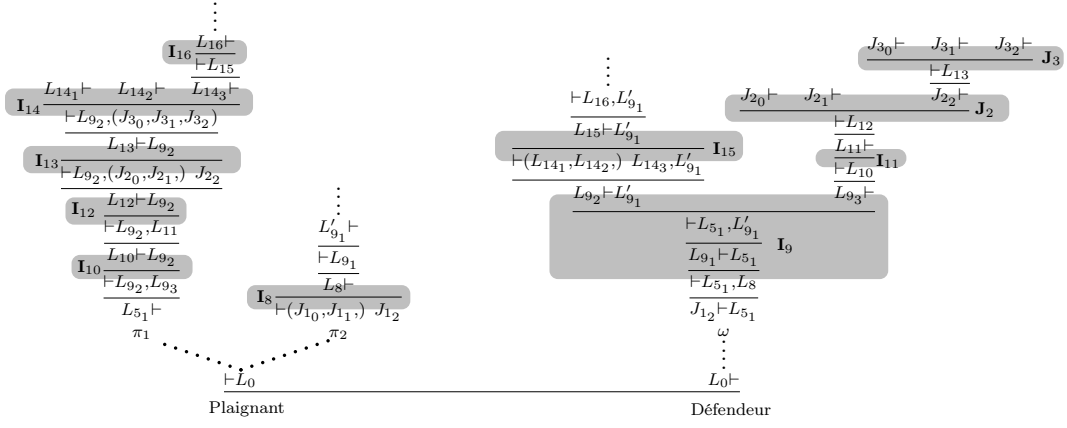 I₁₆ L₁₆⊢
⊢L₁₅
I₁₄ L₁₄₁⊢ L₁₄₂⊢ L₁₄₃⊢
⊢L₉₂,(J₃₀,J₃₁,J₃₂)
L₁₃⊢L₉₂
I₁₃
⊢L₉₂,(J₂₀,J₂₁,) J₂₂
I₁₂ L₁₂⊢L₉₂
⊢L₉₂,L₁₁
I₁₀ L₁₀⊢L₉₂
⊢L₉₂,L₉₃
L₅₁⊢
π₁
L′₉₁⊢
⊢L₉₁
I₈ L₈⊢
⊢(J₁₀,J₁₁,) J₁₂
π₂
⊢L₀
Plaignant
⊢L₁₆,L′₉₁
L₁₅⊢L′₉₁
I₁₅
⊢(L₁₄₁,L₁₄₂,) L₁₄₃,L′₉₁
L₉₂⊢L′₉₁
J₃₀⊢ J₃₁⊢ J₃₂⊢ J₃
⊢L₁₃
J₂₀⊢ J₂₁⊢ J₂₂⊢ J₂
⊢L₁₂
L₁₁⊢ I₁₁
⊢L₁₀
L₉₃⊢
⊢L₅₁,L′₉₁
I₉
L₉₁⊢L₅₁
⊢L₅₁,L₈
J₁₂⊢L₅₁
ω
L₀⊢
Défendeur